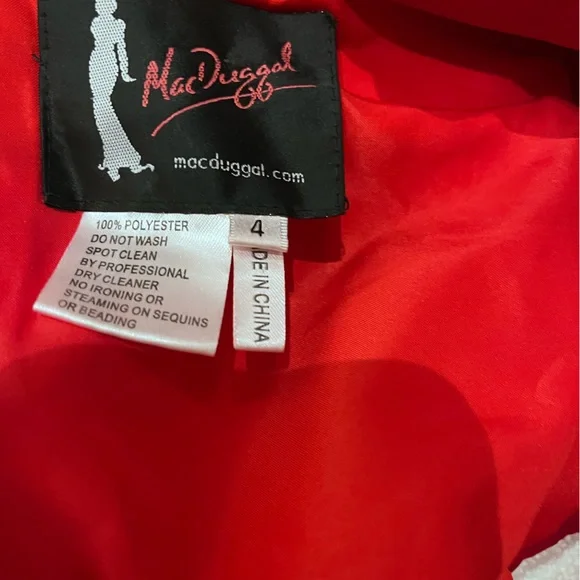 MacDuggal
macduggal.com
100% POLYESTER
DO NOT WASH
SPOT CLEAN
BY PROFESSIONAL
DRY CLEANER
NO IRONING OR
STEAMING ON SEQUINS
OR BEADING
4
DE IN CHINA